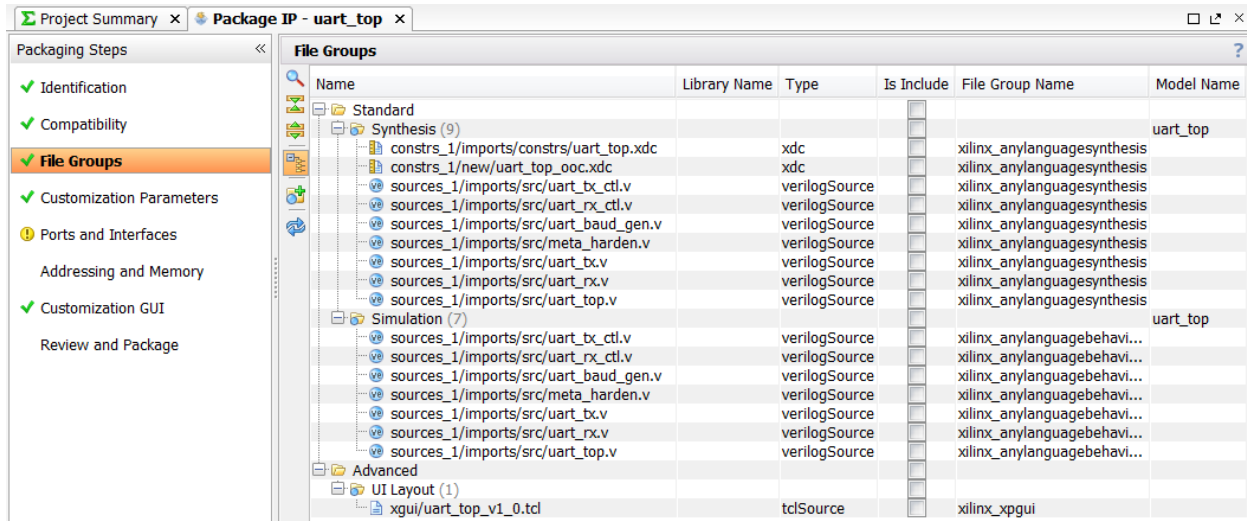 Project Summary × Package IP - uart_top ×
Packaging Steps «
Identification
Compatibility
File Groups
Customization Parameters
Ports and Interfaces
Addressing and Memory
Customization GUI
Review and Package
File Groups ?
Name Library Name Type Is Include File Group Name Model Name
Standard
Synthesis (9) uart_top
constrs_1/imports/constrs/uart_top.xdc xdc xilinx_anylanguagesynthesis
constrs_1/new/uart_top_ooc.xdc xdc xilinx_anylanguagesynthesis
sources_1/imports/src/uart_tx_ctl.v verilogSource xilinx_anylanguagesynthesis
sources_1/imports/src/uart_rx_ctl.v verilogSource xilinx_anylanguagesynthesis
sources_1/imports/src/uart_baud_gen.v verilogSource xilinx_anylanguagesynthesis
sources_1/imports/src/meta_harden.v verilogSource xilinx_anylanguagesynthesis
sources_1/imports/src/uart_tx.v verilogSource xilinx_anylanguagesynthesis
sources_1/imports/src/uart_rx.v verilogSource xilinx_anylanguagesynthesis
sources_1/imports/src/uart_top.v verilogSource xilinx_anylanguagesynthesis
Simulation (7) uart_top
sources_1/imports/src/uart_tx_ctl.v verilogSource xilinx_anylanguagebehavi...
sources_1/imports/src/uart_rx_ctl.v verilogSource xilinx_anylanguagebehavi...
sources_1/imports/src/uart_baud_gen.v verilogSource xilinx_anylanguagebehavi...
sources_1/imports/src/meta_harden.v verilogSource xilinx_anylanguagebehavi...
sources_1/imports/src/uart_tx.v verilogSource xilinx_anylanguagebehavi...
sources_1/imports/src/uart_rx.v verilogSource xilinx_anylanguagebehavi...
sources_1/imports/src/uart_top.v verilogSource xilinx_anylanguagebehavi...
Advanced
UI Layout (1)
xgui/uart_top_v1_0.tcl tclSource xilinx_xpgui